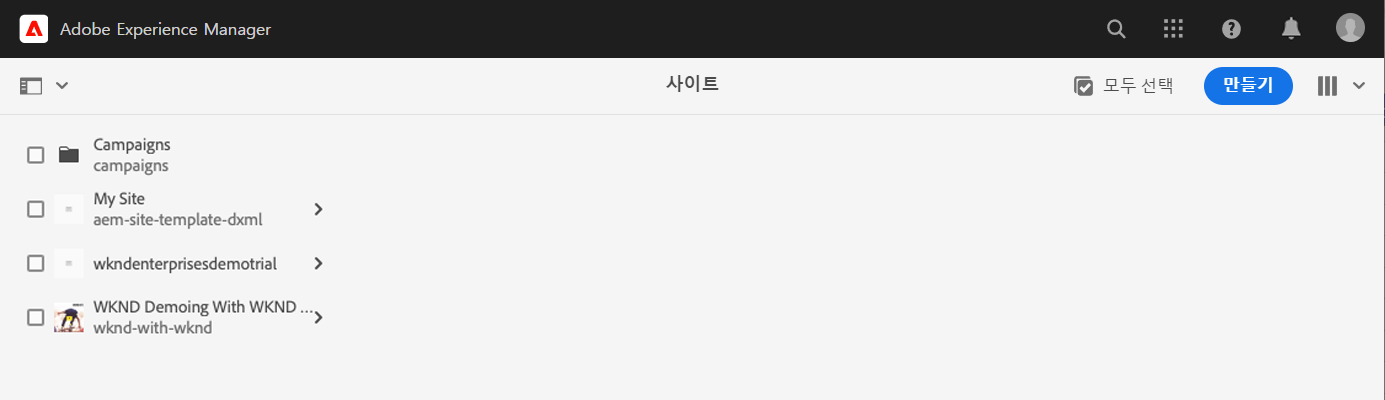 Adobe Experience Manager
사이트
모두 선택
만들기
Campaigns
campaigns
My Site
aem-site-template-dxml
wkndenterprisesdemotrial
WKND Demoing With WKND ...
wknd-with-wknd